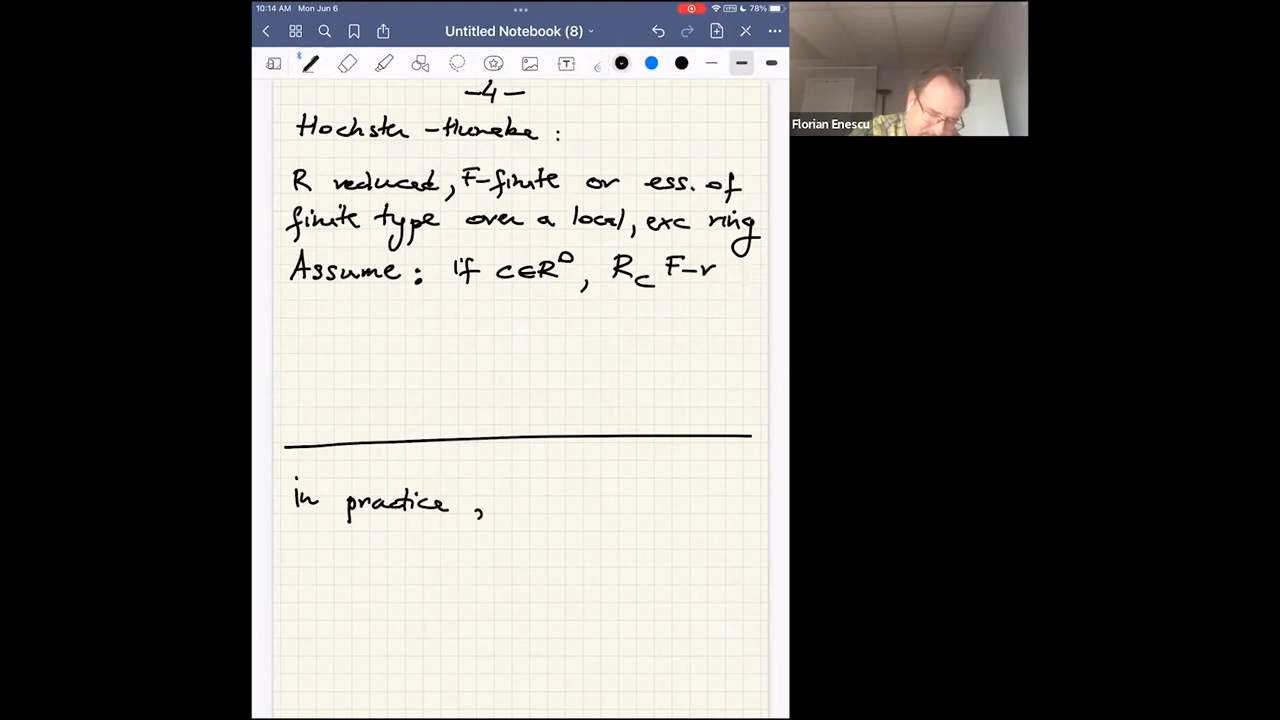 10:14 AM Mon Jun 6
VPN 78%
Untitled Notebook (8)
-4-
Hochster-Huneke :
R reduced, F-finite or ess. of
finite type over a local, exc ring
Assume: if c∈R°, R_c F-r
in practice,
Florian Enescu